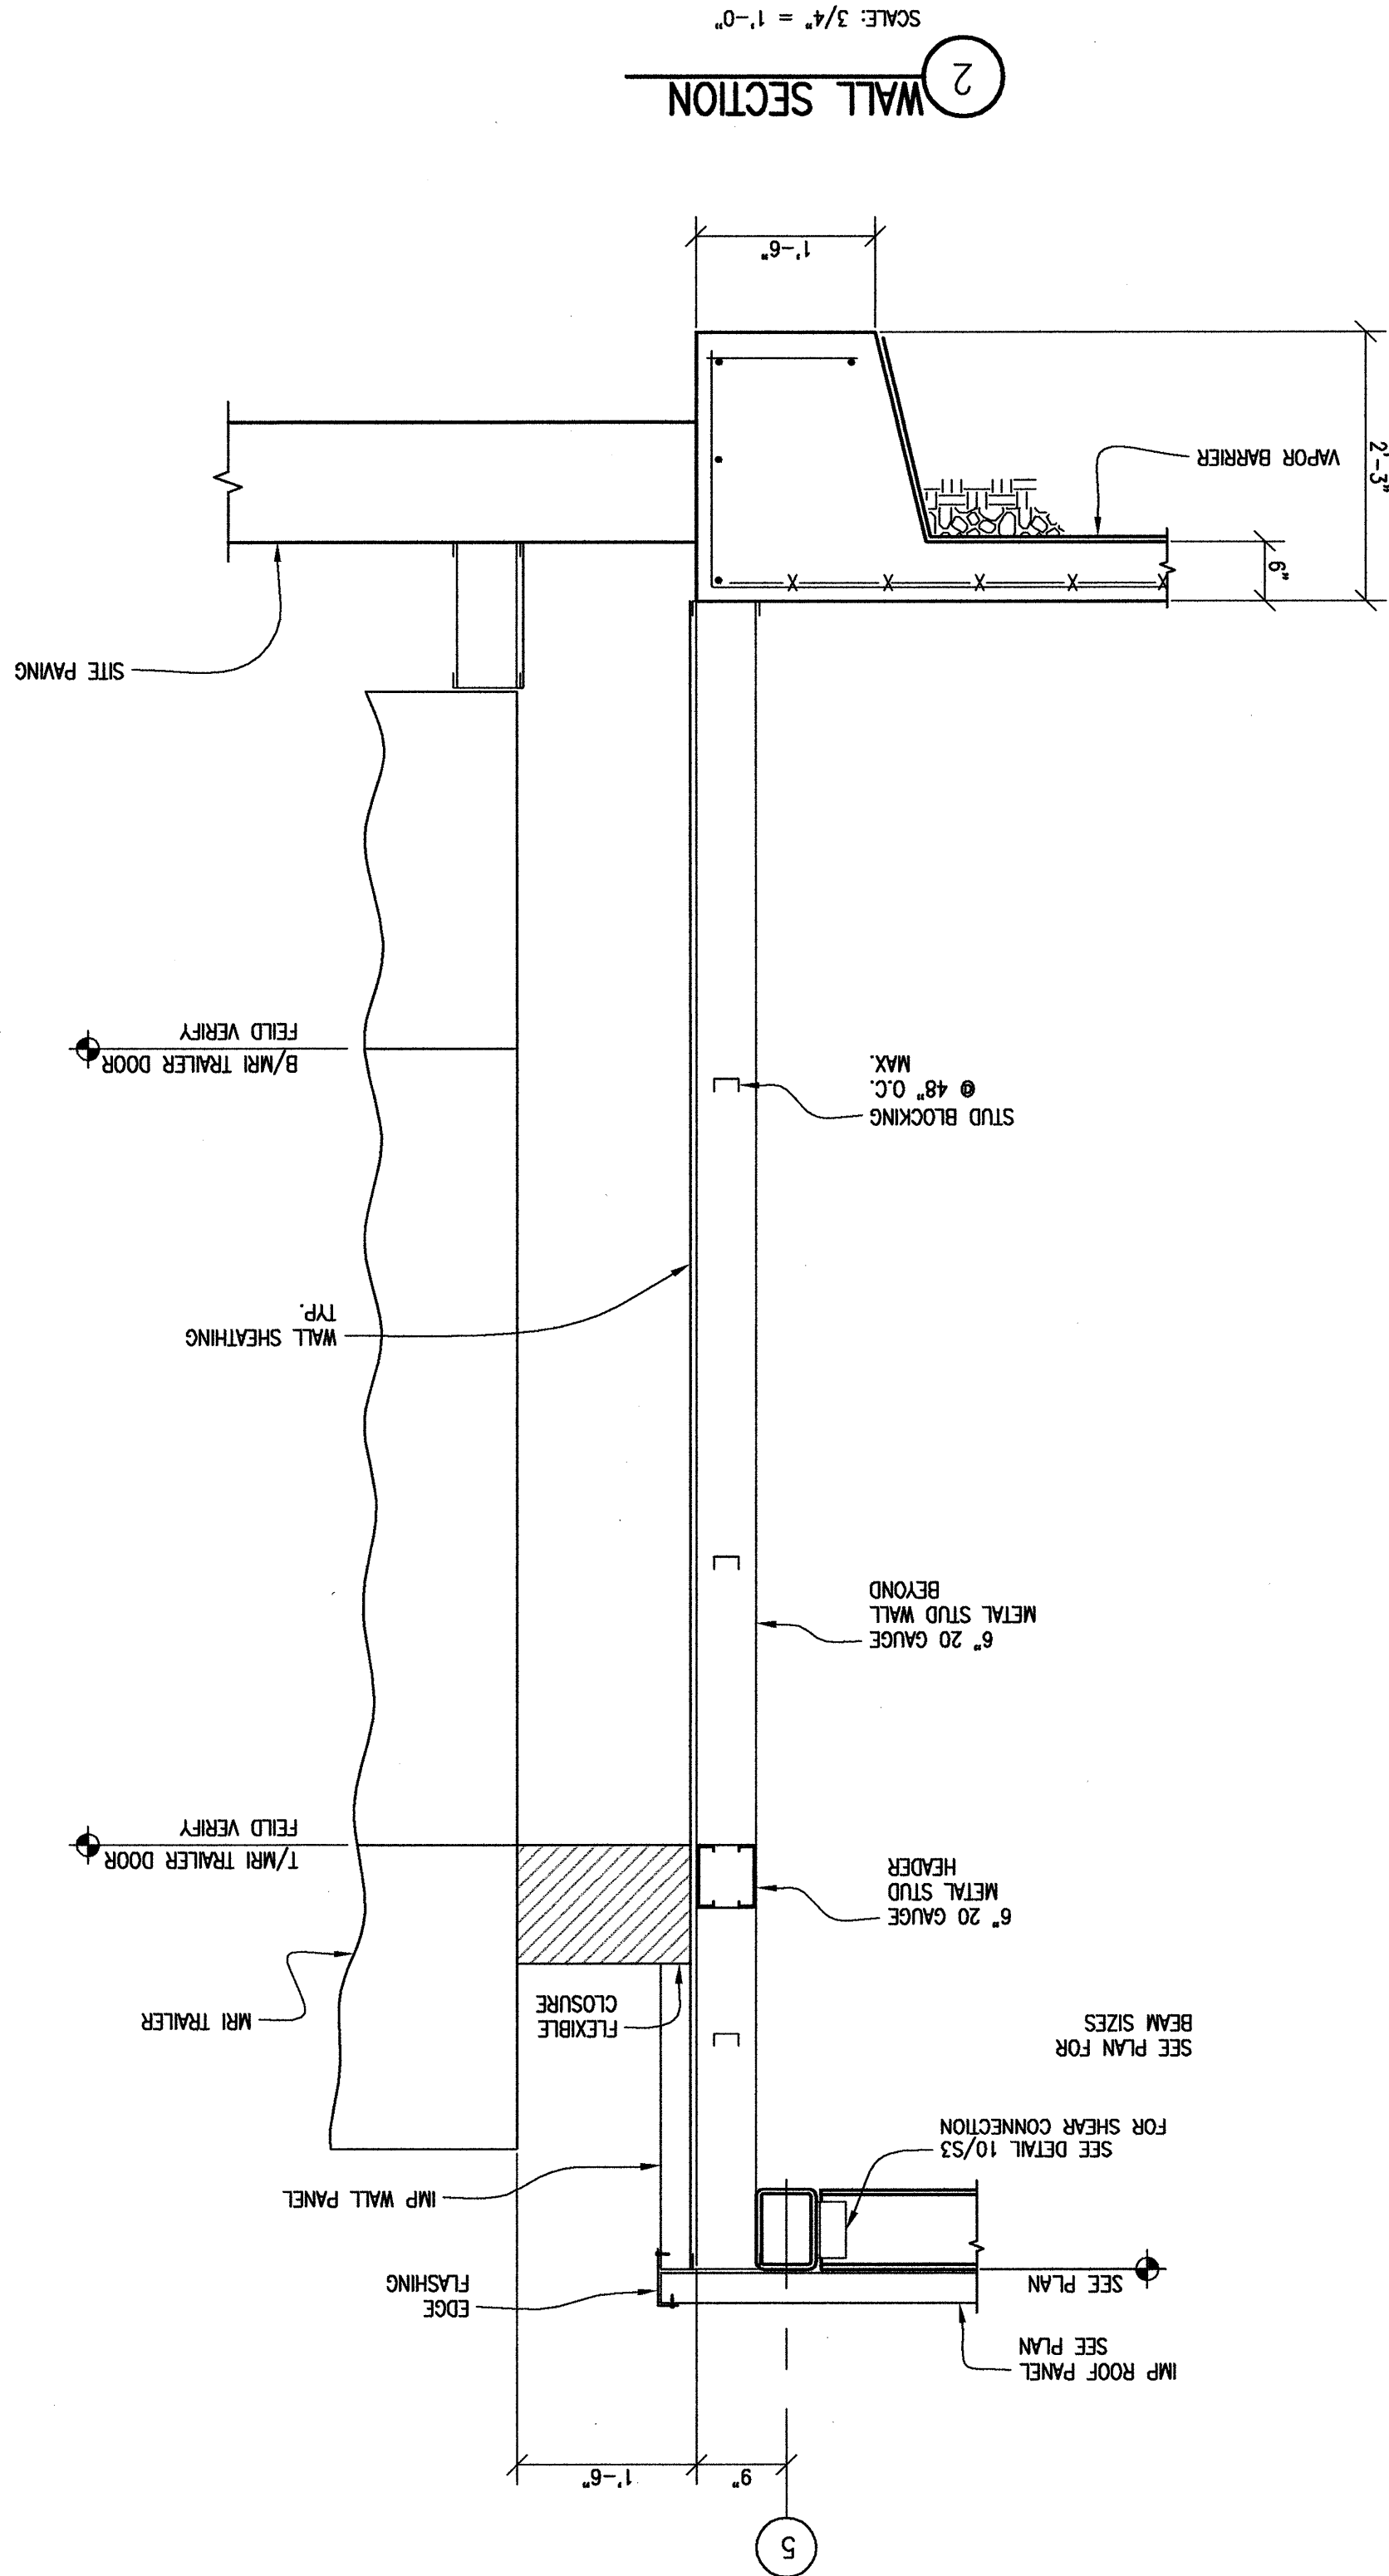 5
9"
1'-6"
IMP ROOF PANEL
SEE PLAN
SEE PLAN
EDGE
FLASHING
SEE DETAIL 10/S3
FOR SHEAR CONNECTION
IMP WALL PANEL
SEE PLAN FOR
BEAM SIZES
FLEXIBLE
CLOSURE
MRI TRAILER
6" 20 GAUGE
METAL STUD
HEADER
T/MRI TRAILER DOOR
FEILD VERIFY
6" 20 GAUGE
METAL STUD WALL
BEYOND
WALL SHEATHING
TYP.
STUD BLOCKING
@ 48" O.C.
MAX.
B/MRI TRAILER DOOR
FEILD VERIFY
SITE PAVING
6"
2'-3"
VAPOR BARRIER
1'-6"
2
WALL SECTION
SCALE: 3/4" = 1'-0"